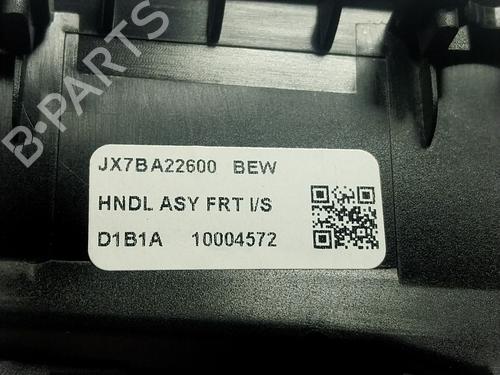 B-PARTS
JX7BA22600 BEW
HNDL ASY FRT I/S
D1B1A 10004572